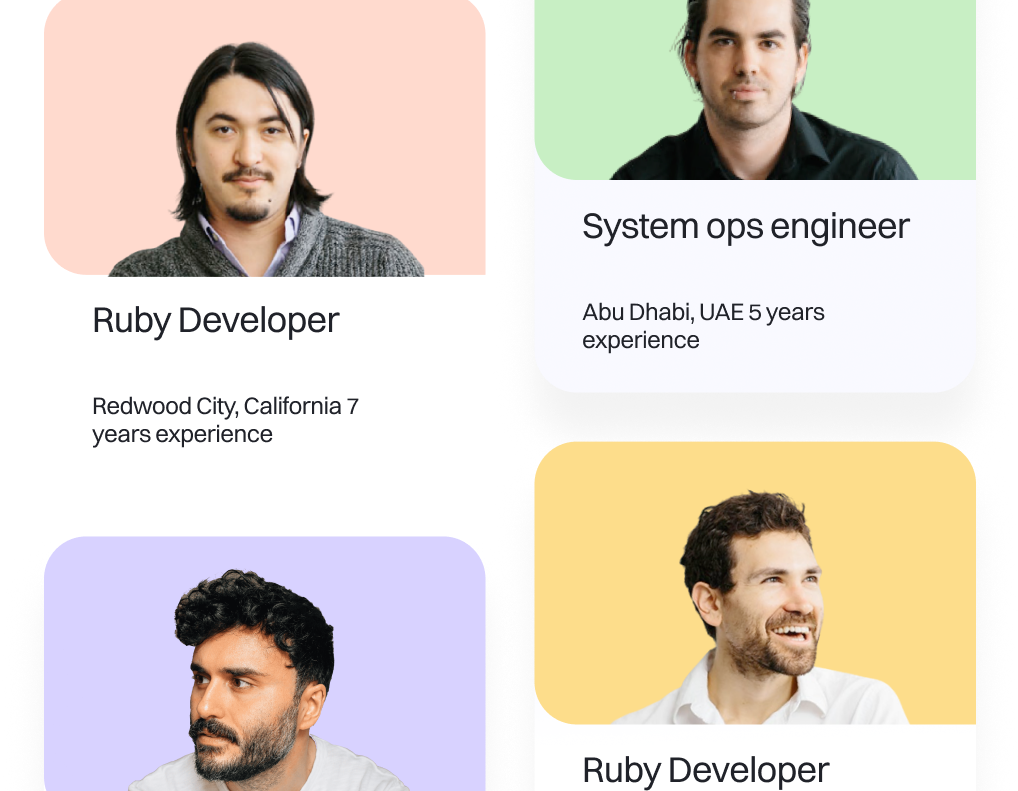 Ruby Developer
Redwood City, California 7
years experience
System ops engineer
Abu Dhabi, UAE 5 years
experience
Ruby Developer